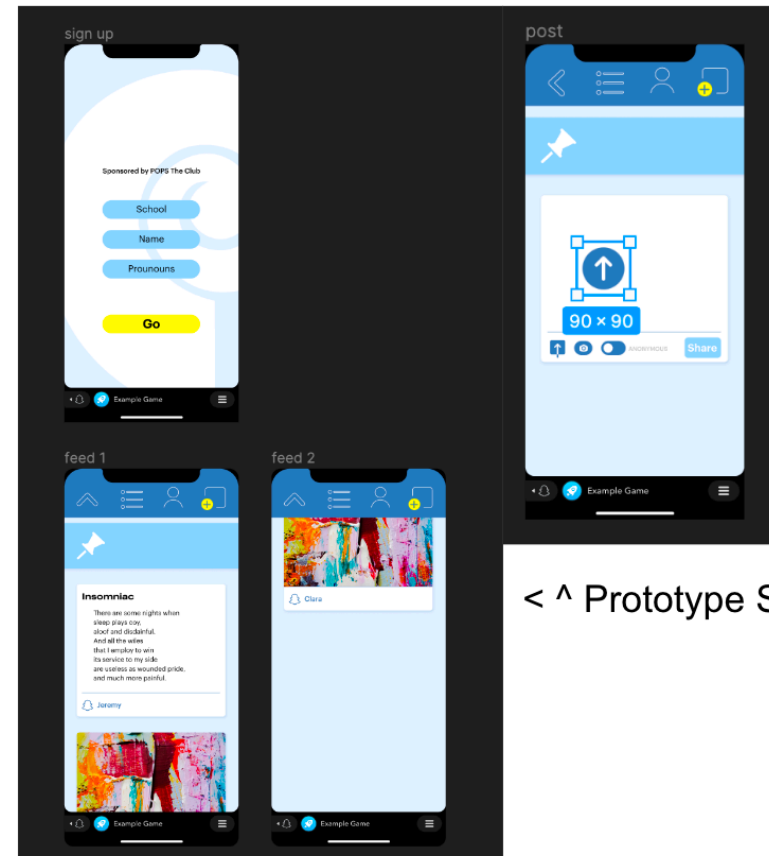 sign up
Sponsored by POPS The Club
School
Name
Prounouns
Go
Example Game
post
90 × 90
ANONYMOUS
Share
Example Game
< ^ Prototype S
feed 1
Insomniac
There are some nights when
sleep plays coy,
aloof and disdainful.
And all the wiles
that I employ to win
its service to my side
are useless as wounded pride,
and much more painful.
Jeremy
Example Game
feed 2
Clara
Example Game